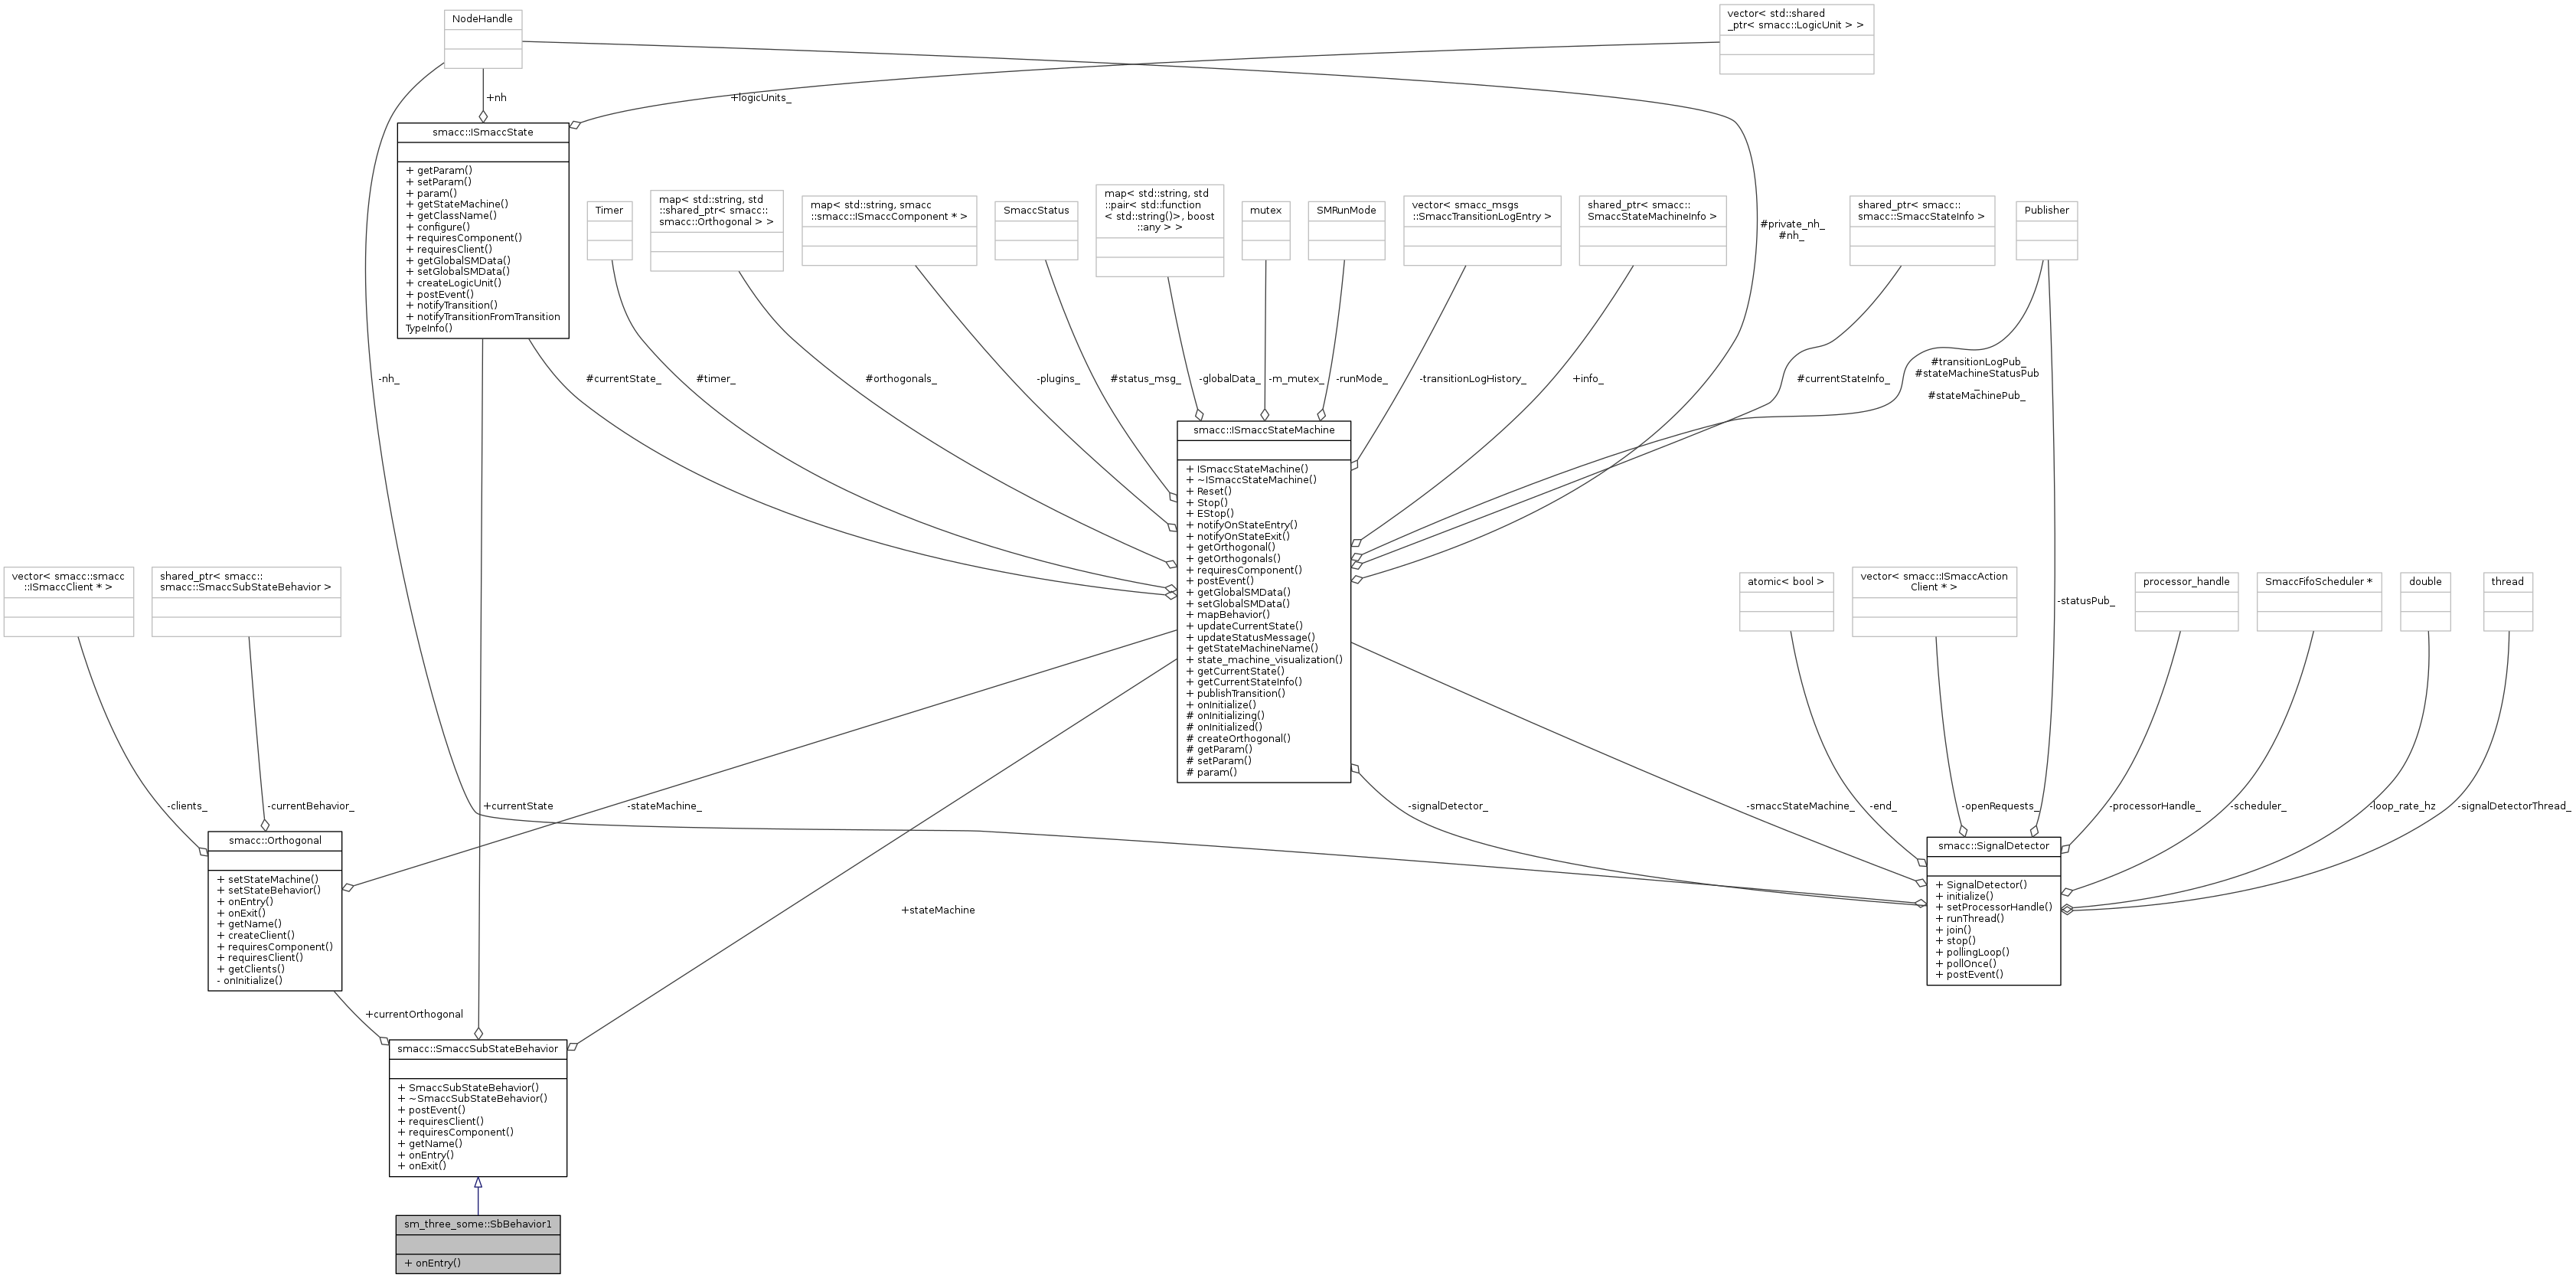 NodeHandle
vector< std::shared
_ptr< smacc::LogicUnit > >
+nh
+logicUnits_
smacc::ISmaccState
+ getParam()
+ setParam()
+ param()
+ getStateMachine()
+ getClassName()
+ configure()
+ requiresComponent()
+ requiresClient()
+ getGlobalSMData()
+ setGlobalSMData()
+ createLogicUnit()
+ postEvent()
+ notifyTransition()
+ notifyTransitionFromTransition
TypeInfo()
Timer
map< std::string, std
::shared_ptr< smacc::
smacc::Orthogonal > >
map< std::string, smacc
::smacc::ISmaccComponent * >
SmaccStatus
map< std::string, std
::pair< std::function
< std::string()>, boost
::any > >
mutex
SMRunMode
vector< smacc_msgs
::SmaccTransitionLogEntry >
shared_ptr< smacc::
SmaccStateMachineInfo >
#private_nh_
#nh_
shared_ptr< smacc::
smacc::SmaccStateInfo >
Publisher
-nh_
#currentState_
#timer_
#orthogonals_
-plugins_
#status_msg_
-globalData_
-m_mutex_
-runMode_
-transitionLogHistory_
+info_
#currentStateInfo_
#transitionLogPub_
#stateMachineStatusPub
_
#stateMachinePub_
smacc::ISmaccStateMachine
+ ISmaccStateMachine()
+ ~ISmaccStateMachine()
+ Reset()
+ Stop()
+ EStop()
+ notifyOnStateEntry()
+ notifyOnStateExit()
+ getOrthogonal()
+ getOrthogonals()
+ requiresComponent()
+ postEvent()
+ getGlobalSMData()
+ setGlobalSMData()
+ mapBehavior()
+ updateCurrentState()
+ updateStatusMessage()
+ getStateMachineName()
+ state_machine_visualization()
+ getCurrentState()
+ getCurrentStateInfo()
+ publishTransition()
+ onInitialize()
# onInitializing()
# onInitialized()
# createOrthogonal()
# getParam()
# setParam()
# param()
vector< smacc::smacc
::ISmaccClient * >
shared_ptr< smacc::
smacc::SmaccSubStateBehavior >
atomic< bool >
vector< smacc::ISmaccAction
Client * >
-statusPub_
processor_handle
SmaccFifoScheduler *
double
thread
-clients_
-currentBehavior_
+currentState
-stateMachine_
-signalDetector_
-smaccStateMachine_
-end_
-openRequests_
-processorHandle_
-scheduler_
-loop_rate_hz
-signalDetectorThread_
smacc::Orthogonal
+ setStateMachine()
+ setStateBehavior()
+ onEntry()
+ onExit()
+ getName()
+ createClient()
+ requiresComponent()
+ requiresClient()
+ getClients()
- onInitialize()
+stateMachine
smacc::SignalDetector
+ SignalDetector()
+ initialize()
+ setProcessorHandle()
+ runThread()
+ join()
+ stop()
+ pollingLoop()
+ pollOnce()
+ postEvent()
+currentOrthogonal
smacc::SmaccSubStateBehavior
+ SmaccSubStateBehavior()
+ ~SmaccSubStateBehavior()
+ postEvent()
+ requiresClient()
+ requiresComponent()
+ getName()
+ onEntry()
+ onExit()
sm_three_some::SbBehavior1
+ onEntry()